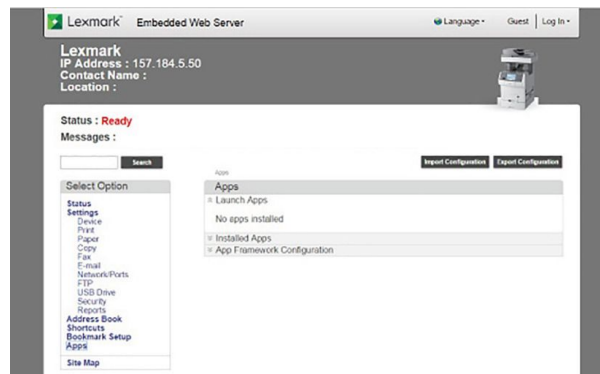 Lexmark™ Embedded Web Server Language Guest | Log In
Lexmark
IP Address : 157.184.5.50
Contact Name :
Location :
Status : Ready
Messages :
Search
Import Configuration Export Configuration
Select Option
Status
Settings
Device
Print
Paper
Copy
Fax
E-mail
Network/Ports
FTP
USB Drive
Security
Reports
Address Book
Shortcuts
Bookmark Setup
Apps
Site Map
Apps
Apps
Launch Apps
No apps installed
Installed Apps
App Framework Configuration